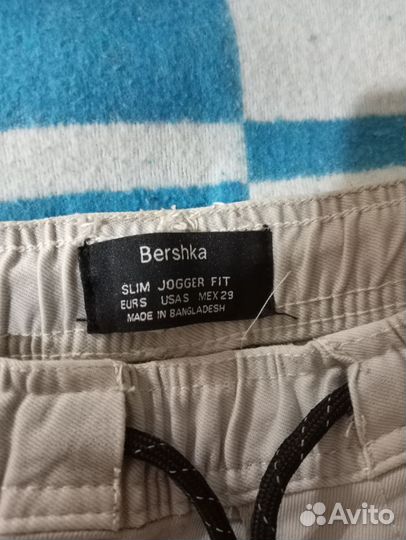 Bershka
SLIM JOGGER FIT
EUR S USA S MEX 29
MADE IN BANGLADESH
Avito